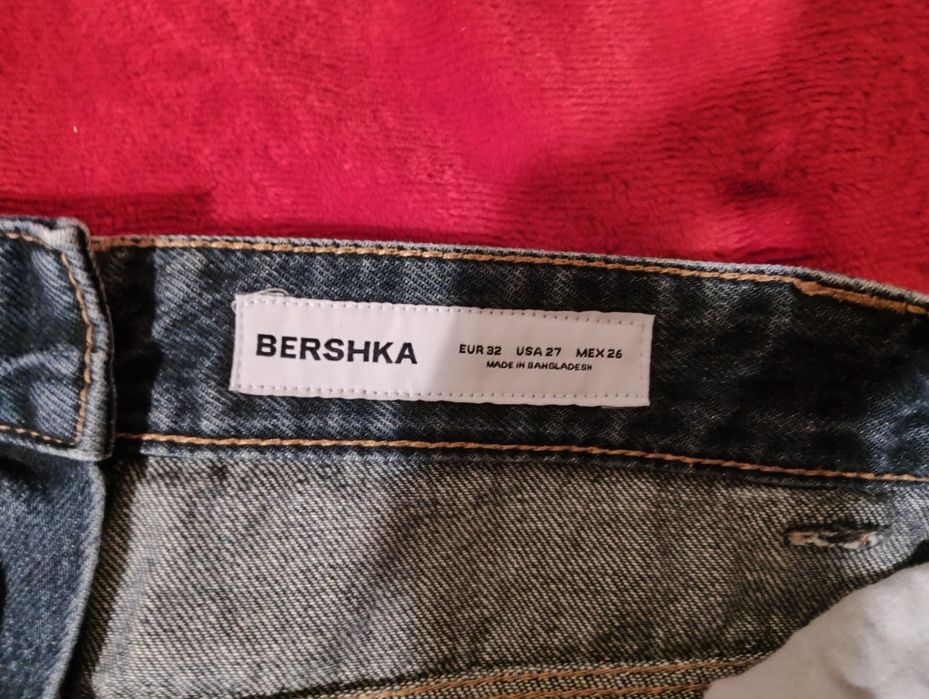 BERSHKA
EUR 32 USA 27 MEX 26
MADE IN BANGLADESH